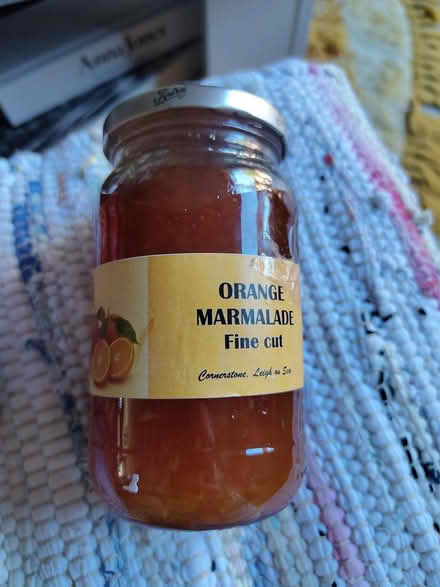 ORANGE
MARMALADE
Fine cut
Cornerstone, Leigh on Sea